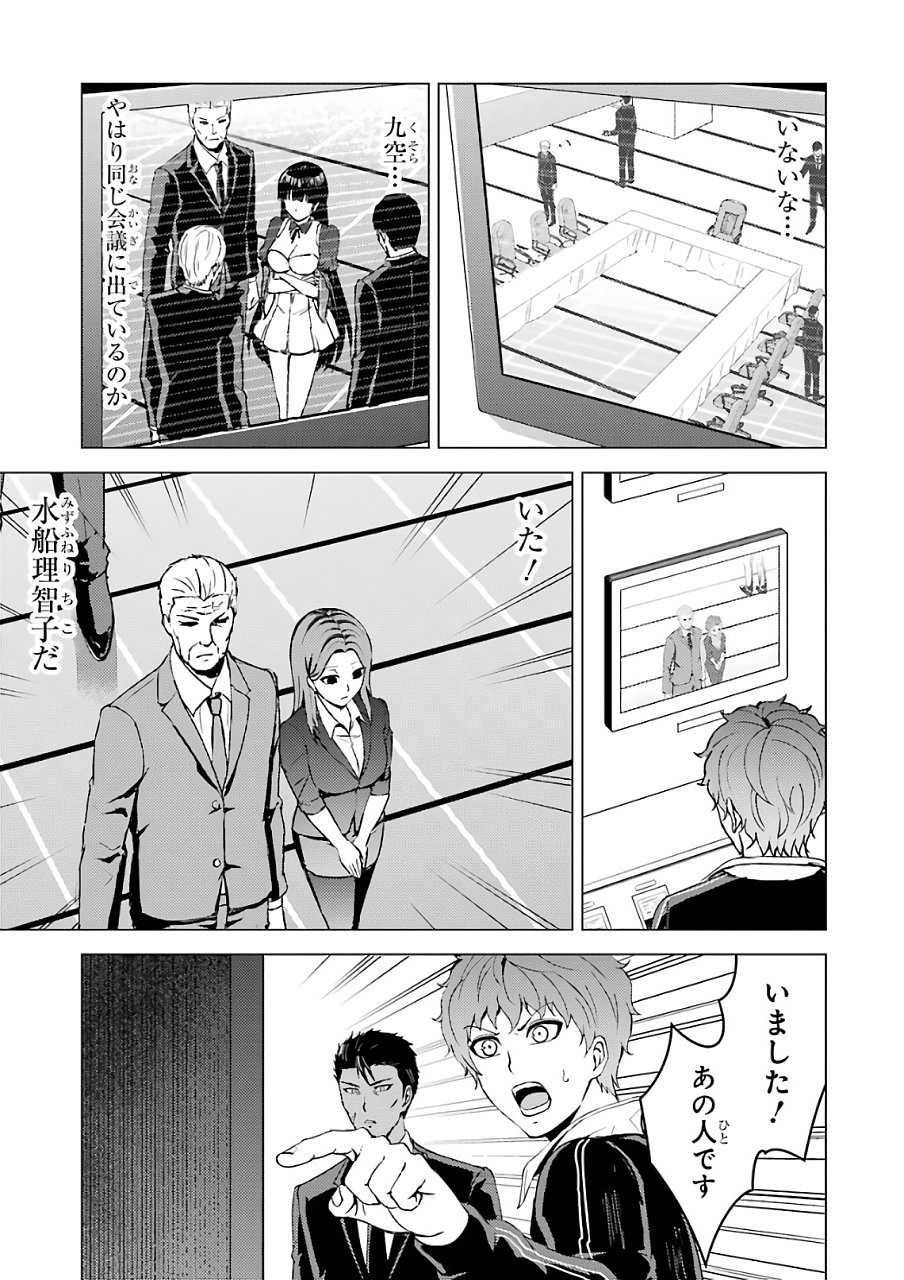 いないな…
九空…
やはり同じ会議に出ているのか
いた！
水船理智子だ
いました！
あの人です